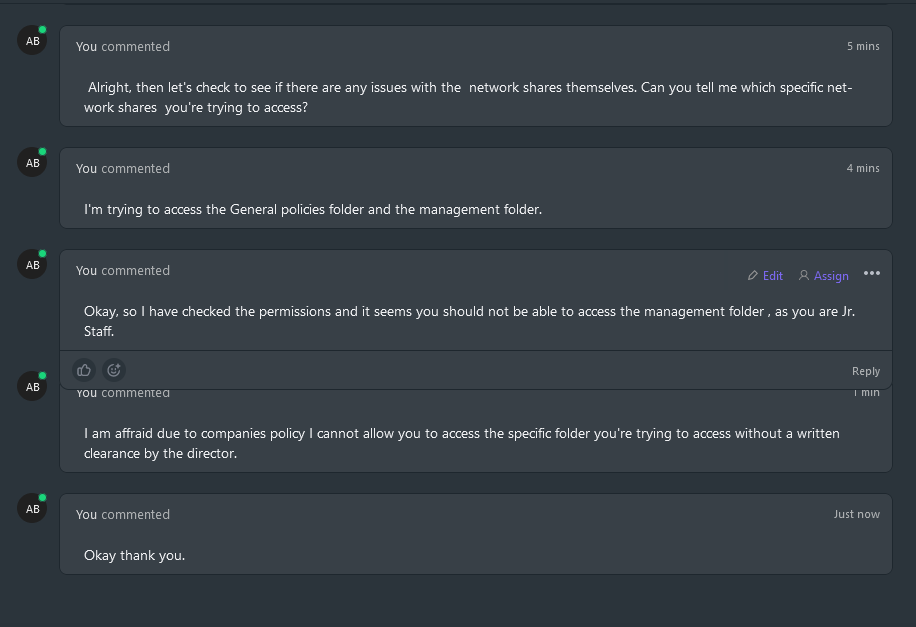 AB
You commented
5 mins
Alright, then let's check to see if there are any issues with the network shares themselves. Can you tell me which specific net-
work shares you're trying to access?
AB
You commented
4 mins
I'm trying to access the General policies folder and the management folder.
AB
You commented
Edit
Assign
Okay, so I have checked the permissions and it seems you should not be able to access the management folder , as you are Jr.
Staff.
Reply
AB
You commented
1 min
I am affraid due to companies policy I cannot allow you to access the specific folder you're trying to access without a written
clearance by the director.
AB
You commented
Just now
Okay thank you.